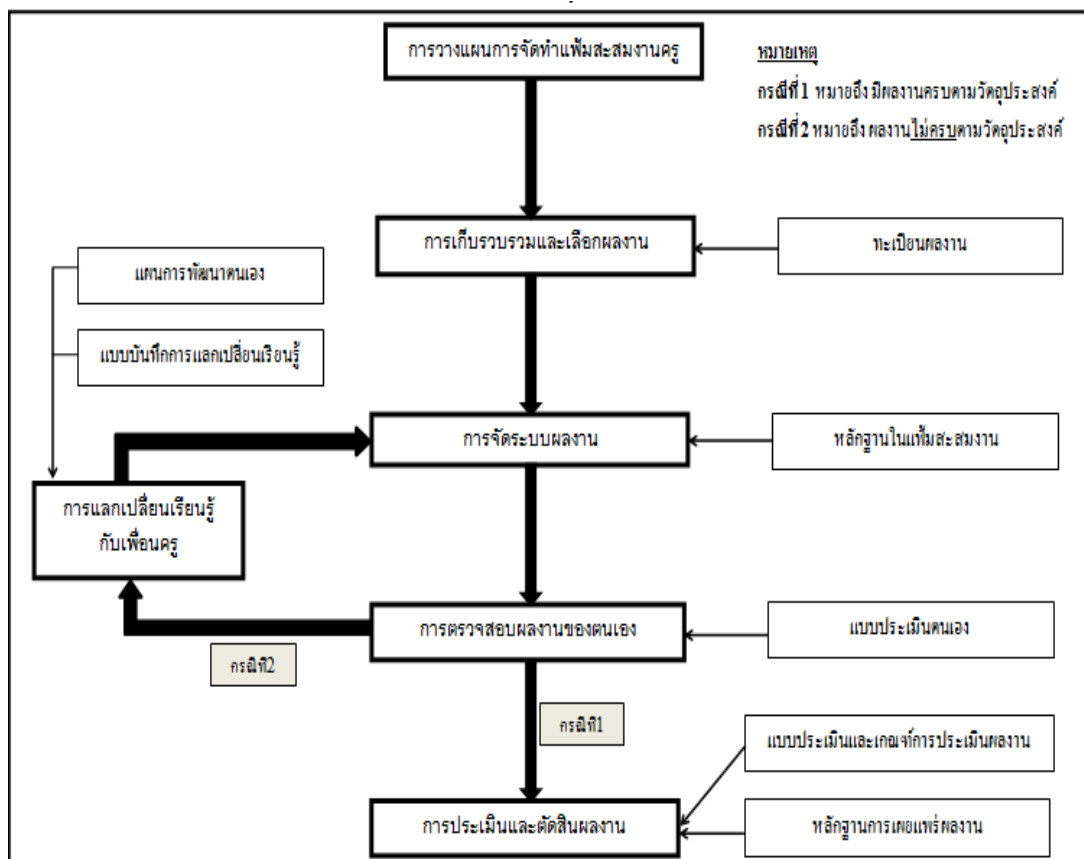 การวางแผนการจัดทำแฟ้มสะสมงานครู
หมายเหตุ
กรณีที่1 หมายถึง มีผลงานครบตามวัตถุประสงค์
กรณีที่2 หมายถึง ผลงานไม่ครบตามวัตถุประสงค์
การเก็บรวบรวมและเลือกผลงาน
ทะเบียนผลงาน
แผนการพัฒนาตนเอง
แบบบันทึกการแลกเปลี่ยนเรียนรู้
การจัดระบบผลงาน
หลักฐานในแฟ้มสะสมงาน
การแลกเปลี่ยนเรียนรู้
กับเพื่อนครู
การตรวจสอบผลงานของตนเอง
แบบประเมินตนเอง
กรณีที่2
กรณีที่1
แบบประเมินและเกณฑ์การประเมินผลงาน
การประเมินและตัดสินผลงาน
หลักฐานการเผยแพร่ผลงาน